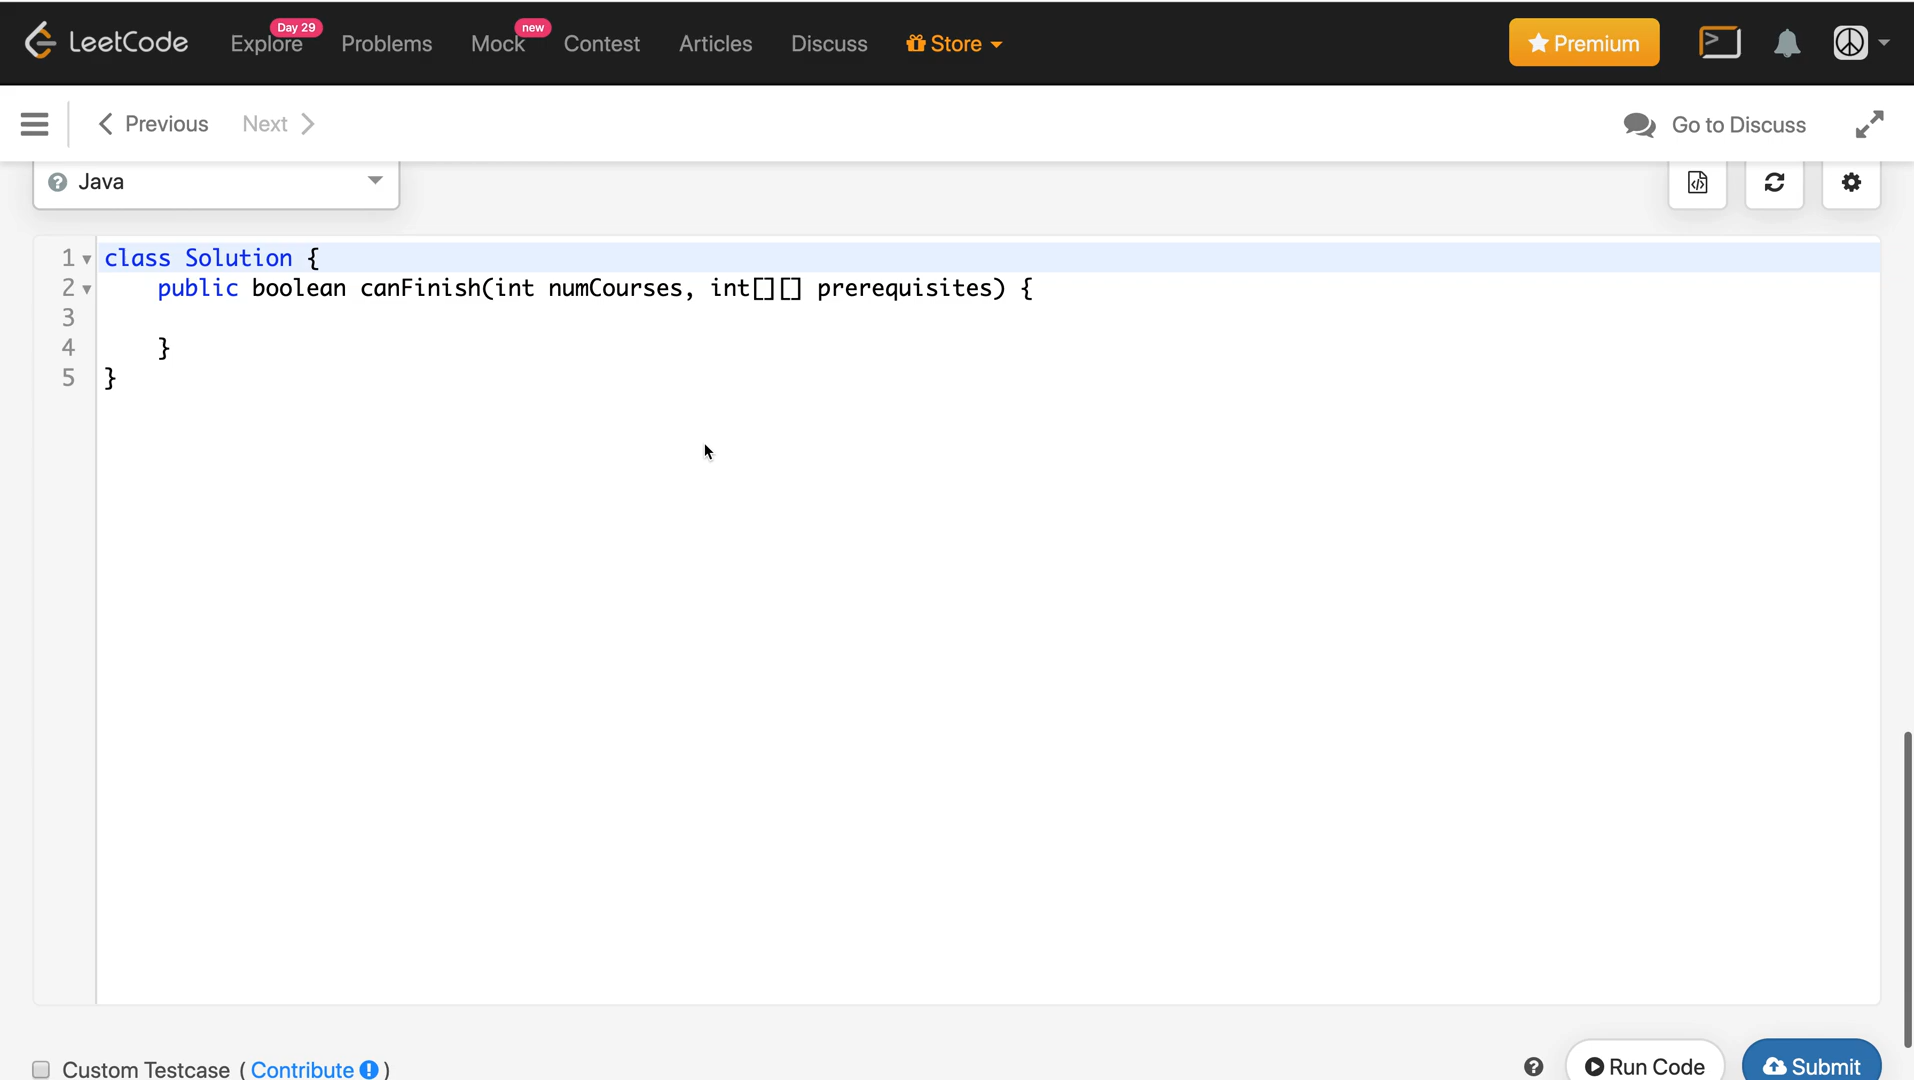 LeetCode Explore Day 29 Problems Mock new Contest Articles Discuss Store Premium
Previous Next Go to Discuss
Java
1 class Solution {
2 public boolean canFinish(int numCourses, int[][] prerequisites) {
3
4 }
5 }
Custom Testcase ( Contribute ) Run Code Submit